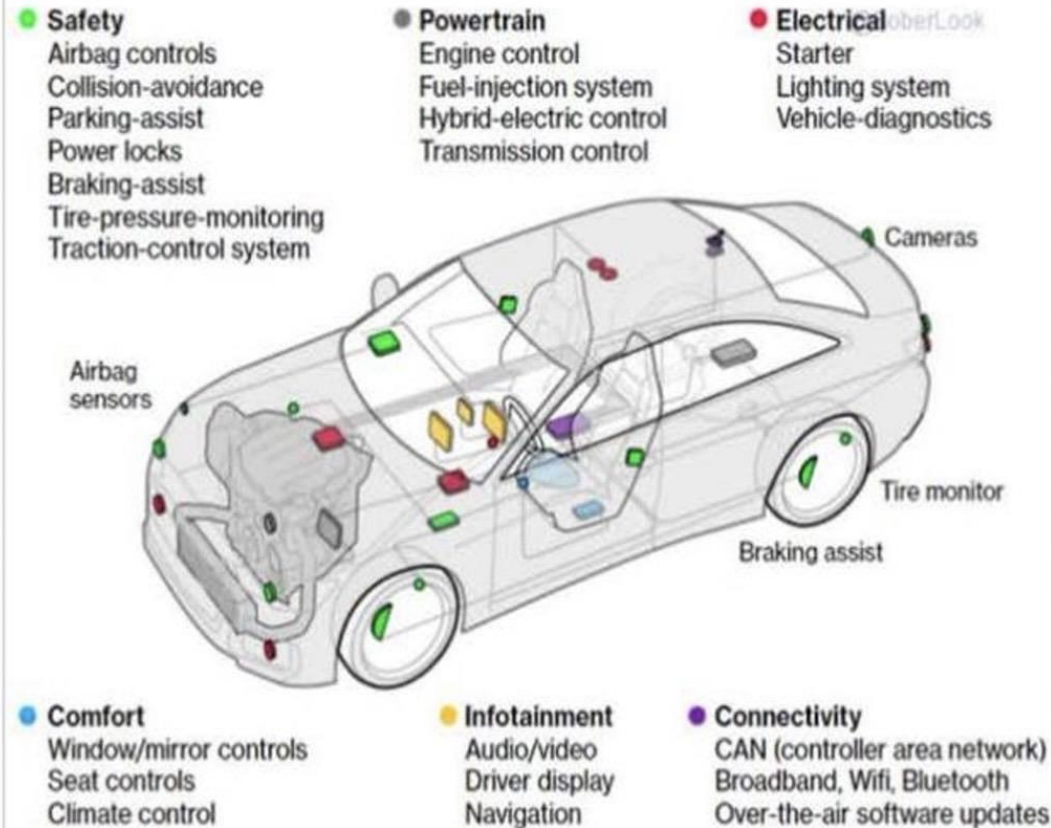 Safety
Airbag controls
Collision-avoidance
Parking-assist
Power locks
Braking-assist
Tire-pressure-monitoring
Traction-control system
Powertrain
Engine control
Fuel-injection system
Hybrid-electric control
Transmission control
Electrical
Starter
Lighting system
Vehicle-diagnostics
Cameras
Airbag
sensors
Tire monitor
Braking assist
Comfort
Window/mirror controls
Seat controls
Climate control
Infotainment
Audio/video
Driver display
Navigation
Connectivity
CAN (controller area network)
Broadband, Wifi, Bluetooth
Over-the-air software updates